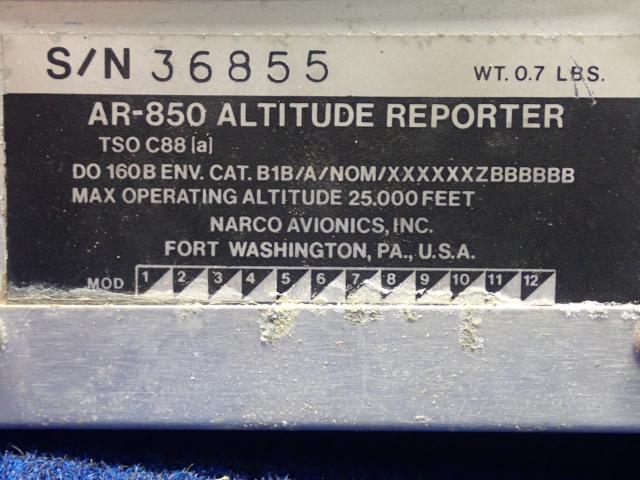 S/N 36855 WT. 0.7 LBS.
AR-850 ALTITUDE REPORTER
TSO C88 (a)
DO 160B ENV. CAT. B1B/A/NOM/XXXXXXZBBBBBB
MAX OPERATING ALTITUDE 25.000 FEET
NARCO AVIONICS, INC.
FORT WASHINGTON, PA., U.S.A.
MOD 1 2 3 4 5 6 7 8 9 10 11 12